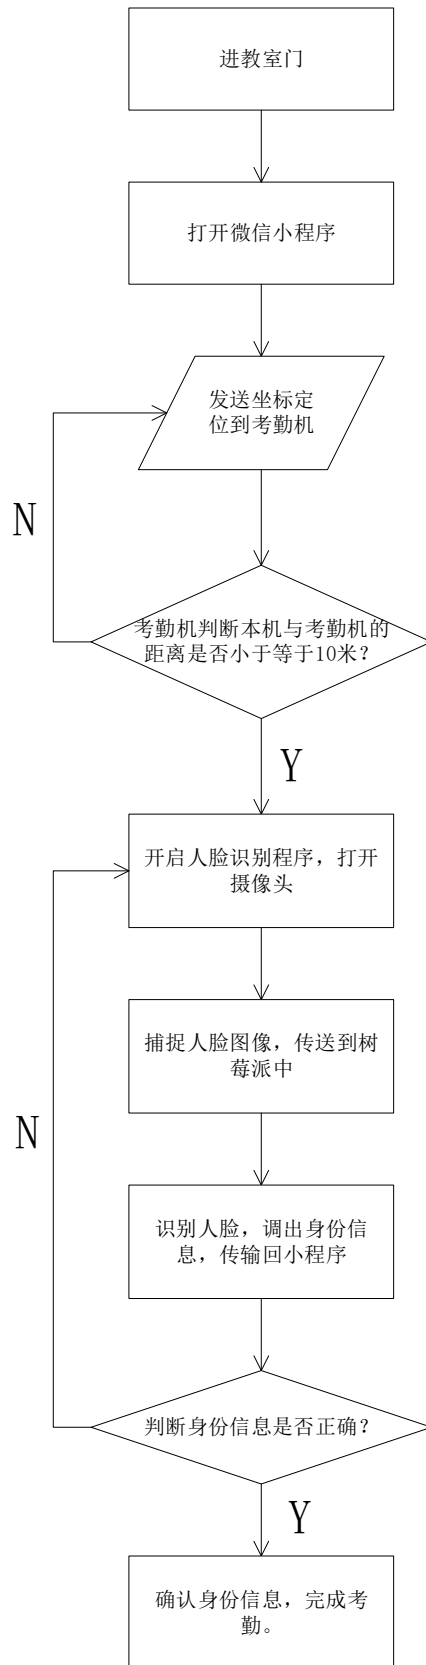 进教室门
打开微信小程序
发送坐标定
位到考勤机
N
考勤机判断本机与考勤机的
距离是否小于等于10米？
Y
开启人脸识别程序，打开
摄像头
捕捉人脸图像，传送到树
莓派中
N
识别人脸，调出身份信
息，传输回小程序
判断身份信息是否正确？
Y
确认身份信息，完成考
勤。